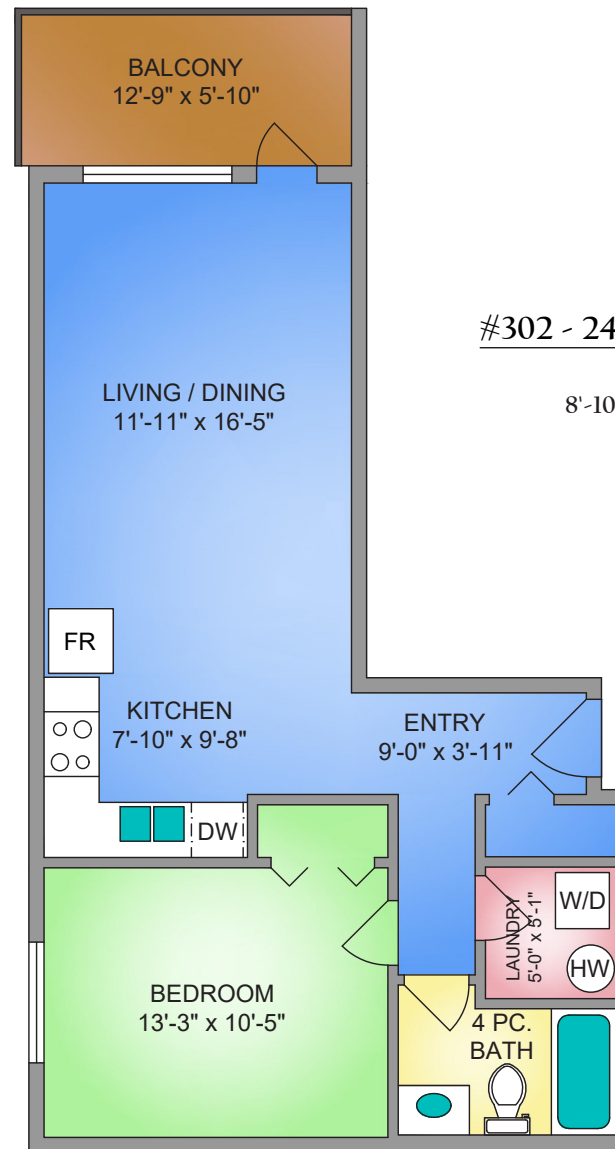 BALCONY
12'-9" x 5'-10"
#302 - 24
8'-10
LIVING / DINING
11'-11" x 16'-5"
FR
KITCHEN
7'-10" x 9'-8"
ENTRY
9'-0" x 3'-11"
DW
W/D
LAUNDRY
5'-0" x 5'-1"
HW
BEDROOM
13'-3" x 10'-5"
4 PC.
BATH